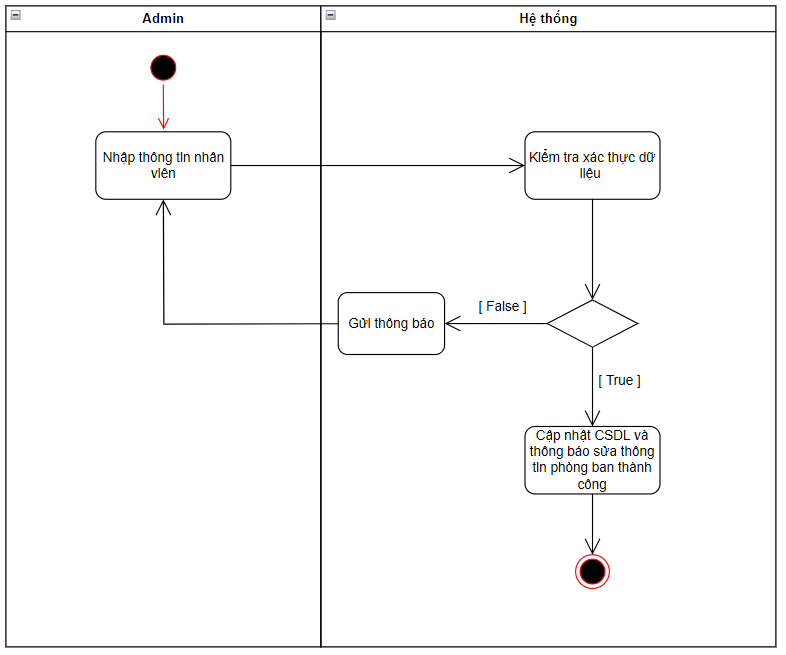 Admin
Hệ thống
Nhập thông tin nhân
viên
Kiểm tra xác thực dữ
liệu
[ False ]
Gửi thông báo
[ True ]
Cập nhật CSDL và
thông báo sửa thông
tin phòng ban thành
công